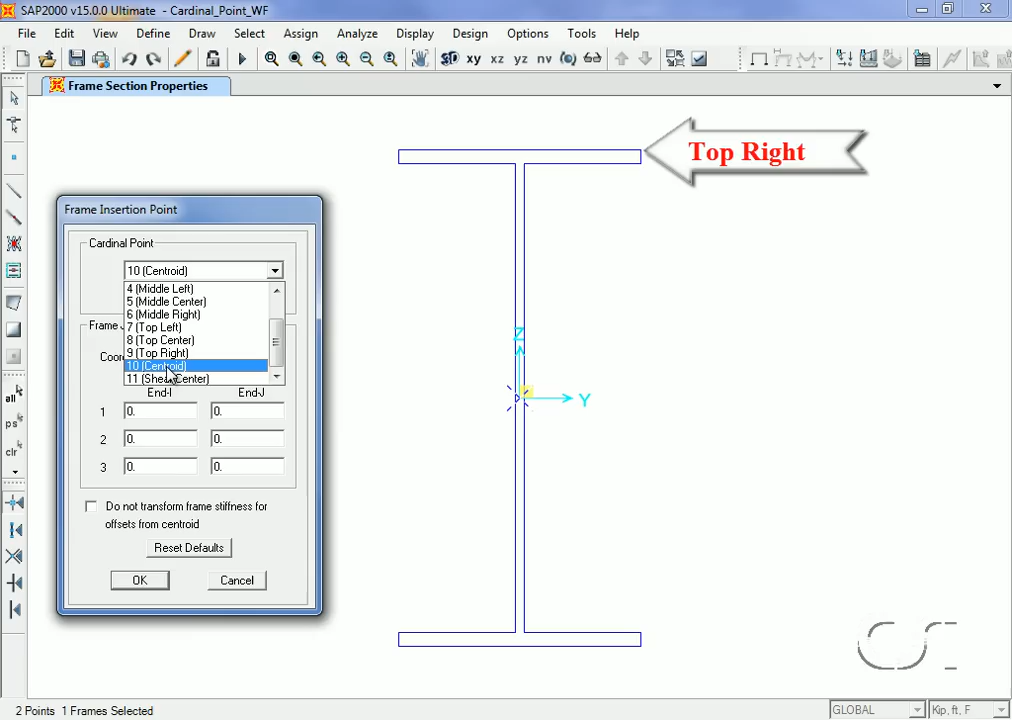 SAP2000 v15.0.0 Ultimate - Cardinal_Point_WF
File Edit View Define Draw Select Assign Analyze Display Design Options Tools Help
xy xz yz nv
Frame Section Properties
Top Right
Frame Insertion Point
Cardinal Point
10 (Centroid)
4 (Middle Left)
5 (Middle Center)
6 (Middle Right)
7 (Top Left)
8 (Top Center)
9 (Top Right)
10 (Centroid)
11 (Shear Center)
End-I End-J
1 0. 0.
2 0. 0.
3 0. 0.
Do not transform frame stiffness for
offsets from centroid
Reset Defaults
OK Cancel
Z
Y
all
ps
clr
2 Points 1 Frames Selected
GLOBAL Kip, ft, F